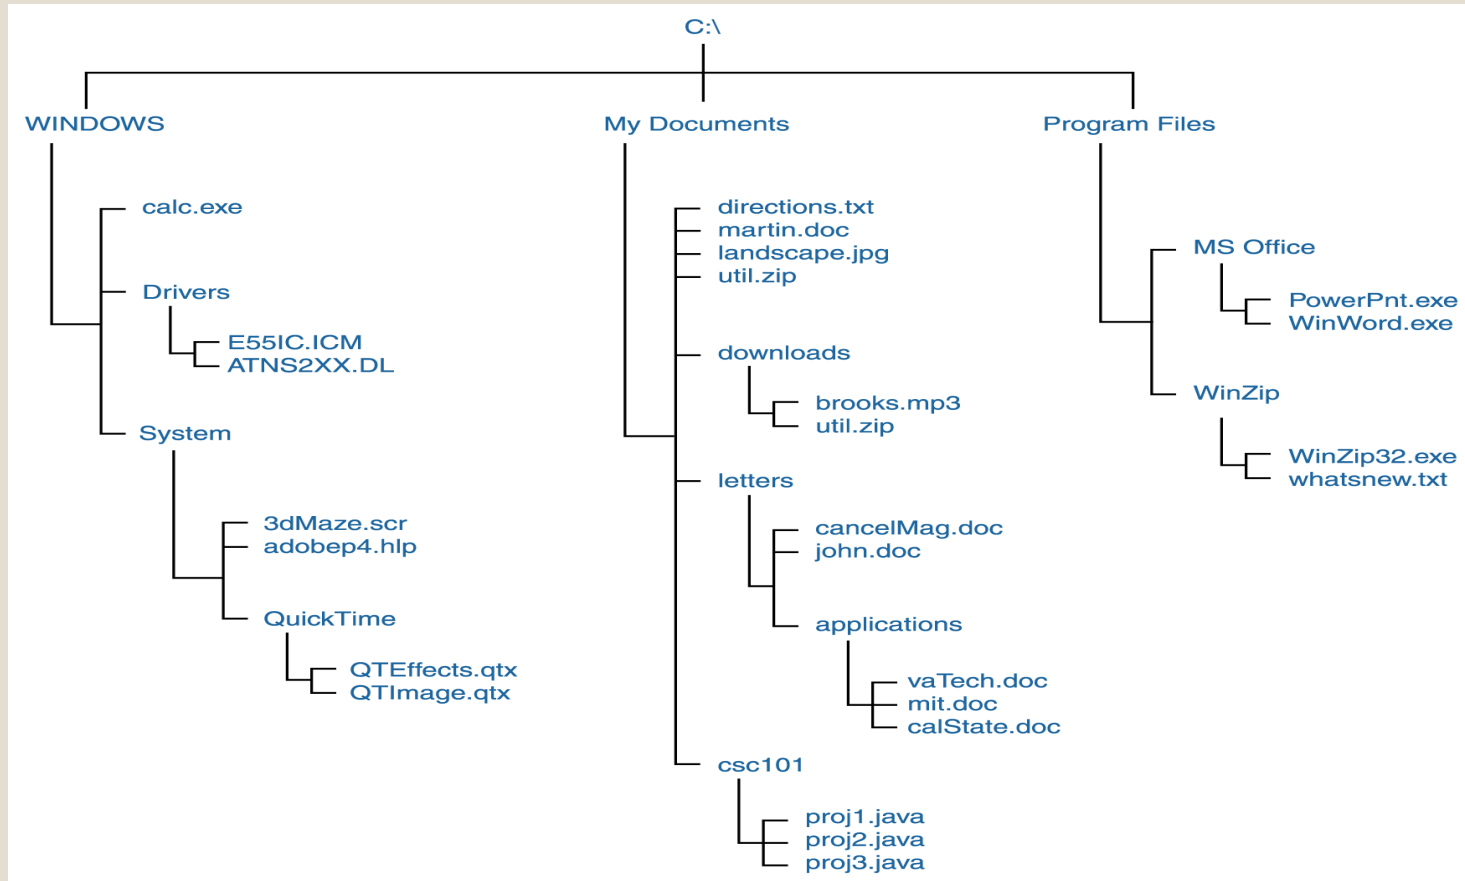 C:\
WINDOWS
My Documents
Program Files
calc.exe
Drivers
E55IC.ICM
ATNS2XX.DL
System
3dMaze.scr
adobep4.hlp
QuickTime
QTEffects.qtx
QTImage.qtx
directions.txt
martin.doc
landscape.jpg
util.zip
downloads
brooks.mp3
util.zip
letters
cancelMag.doc
john.doc
applications
vaTech.doc
mit.doc
calState.doc
csc101
proj1.java
proj2.java
proj3.java
MS Office
PowerPnt.exe
WinWord.exe
WinZip
WinZip32.exe
whatsnew.txt